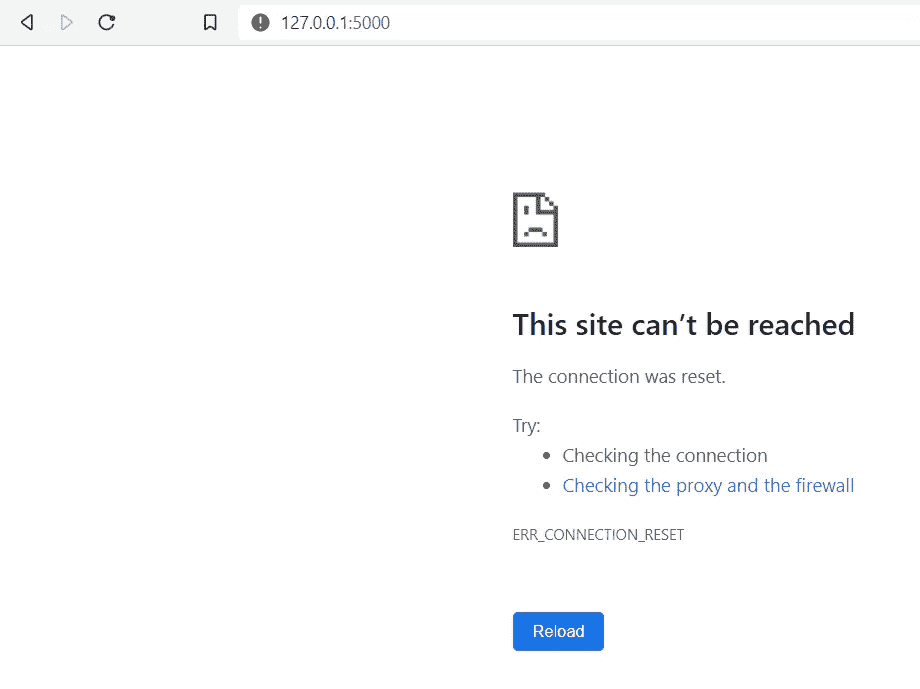 127.0.0.1:5000
This site can’t be reached
The connection was reset.
Try:
Checking the connection
Checking the proxy and the firewall
ERR_CONNECTION_RESET
Reload